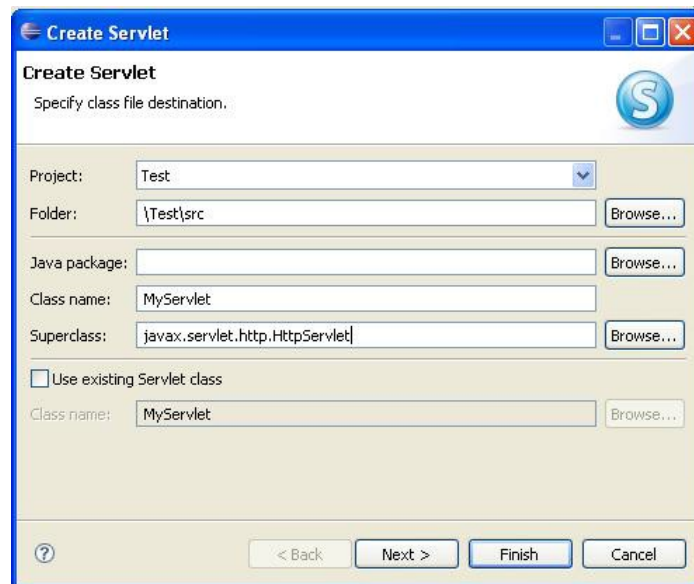 Create Servlet
Create Servlet
Specify class file destination.
S
Project: Test
Folder: \Test\src Browse...
Java package: Browse...
Class name: MyServlet
Superclass: javax.servlet.http.HttpServlet Browse...
Use existing Servlet class
Class name: MyServlet Browse...
? < Back Next > Finish Cancel